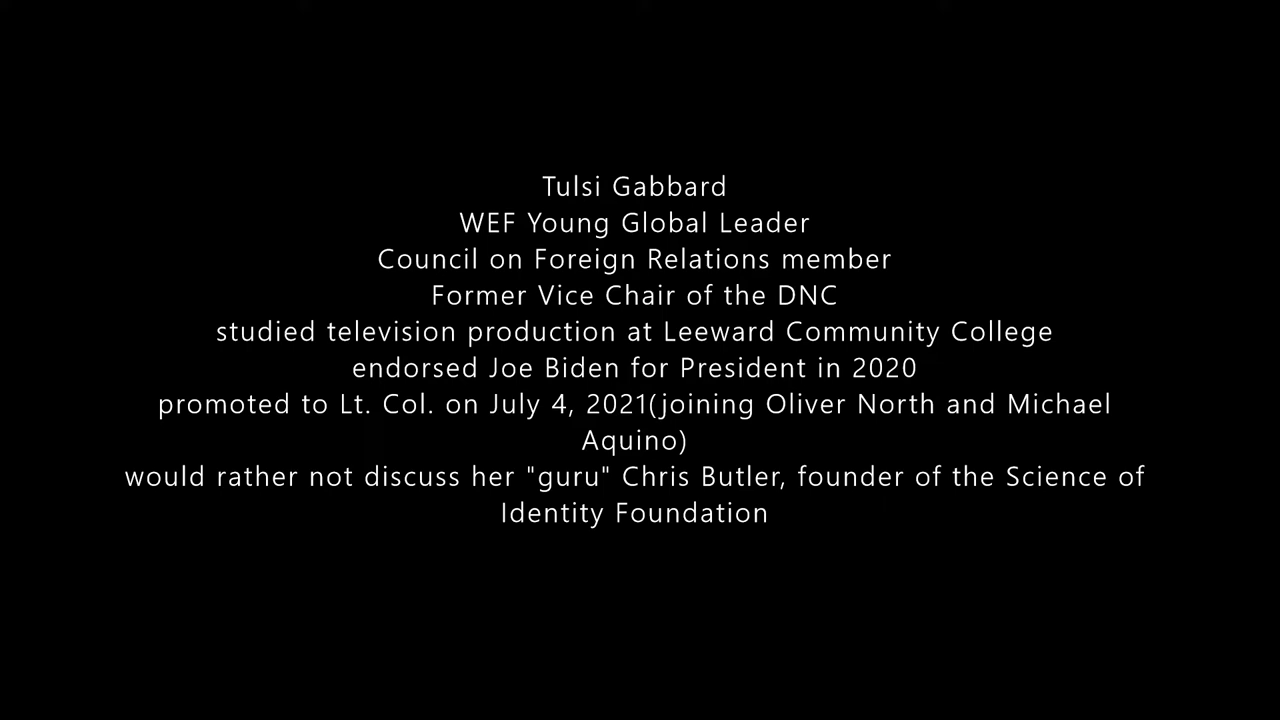 Tulsi Gabbard
WEF Young Global Leader
Council on Foreign Relations member
Former Vice Chair of the DNC
studied television production at Leeward Community College
endorsed Joe Biden for President in 2020
promoted to Lt. Col. on July 4, 2021(joining Oliver North and Michael
Aquino)
would rather not discuss her "guru" Chris Butler, founder of the Science of
Identity Foundation